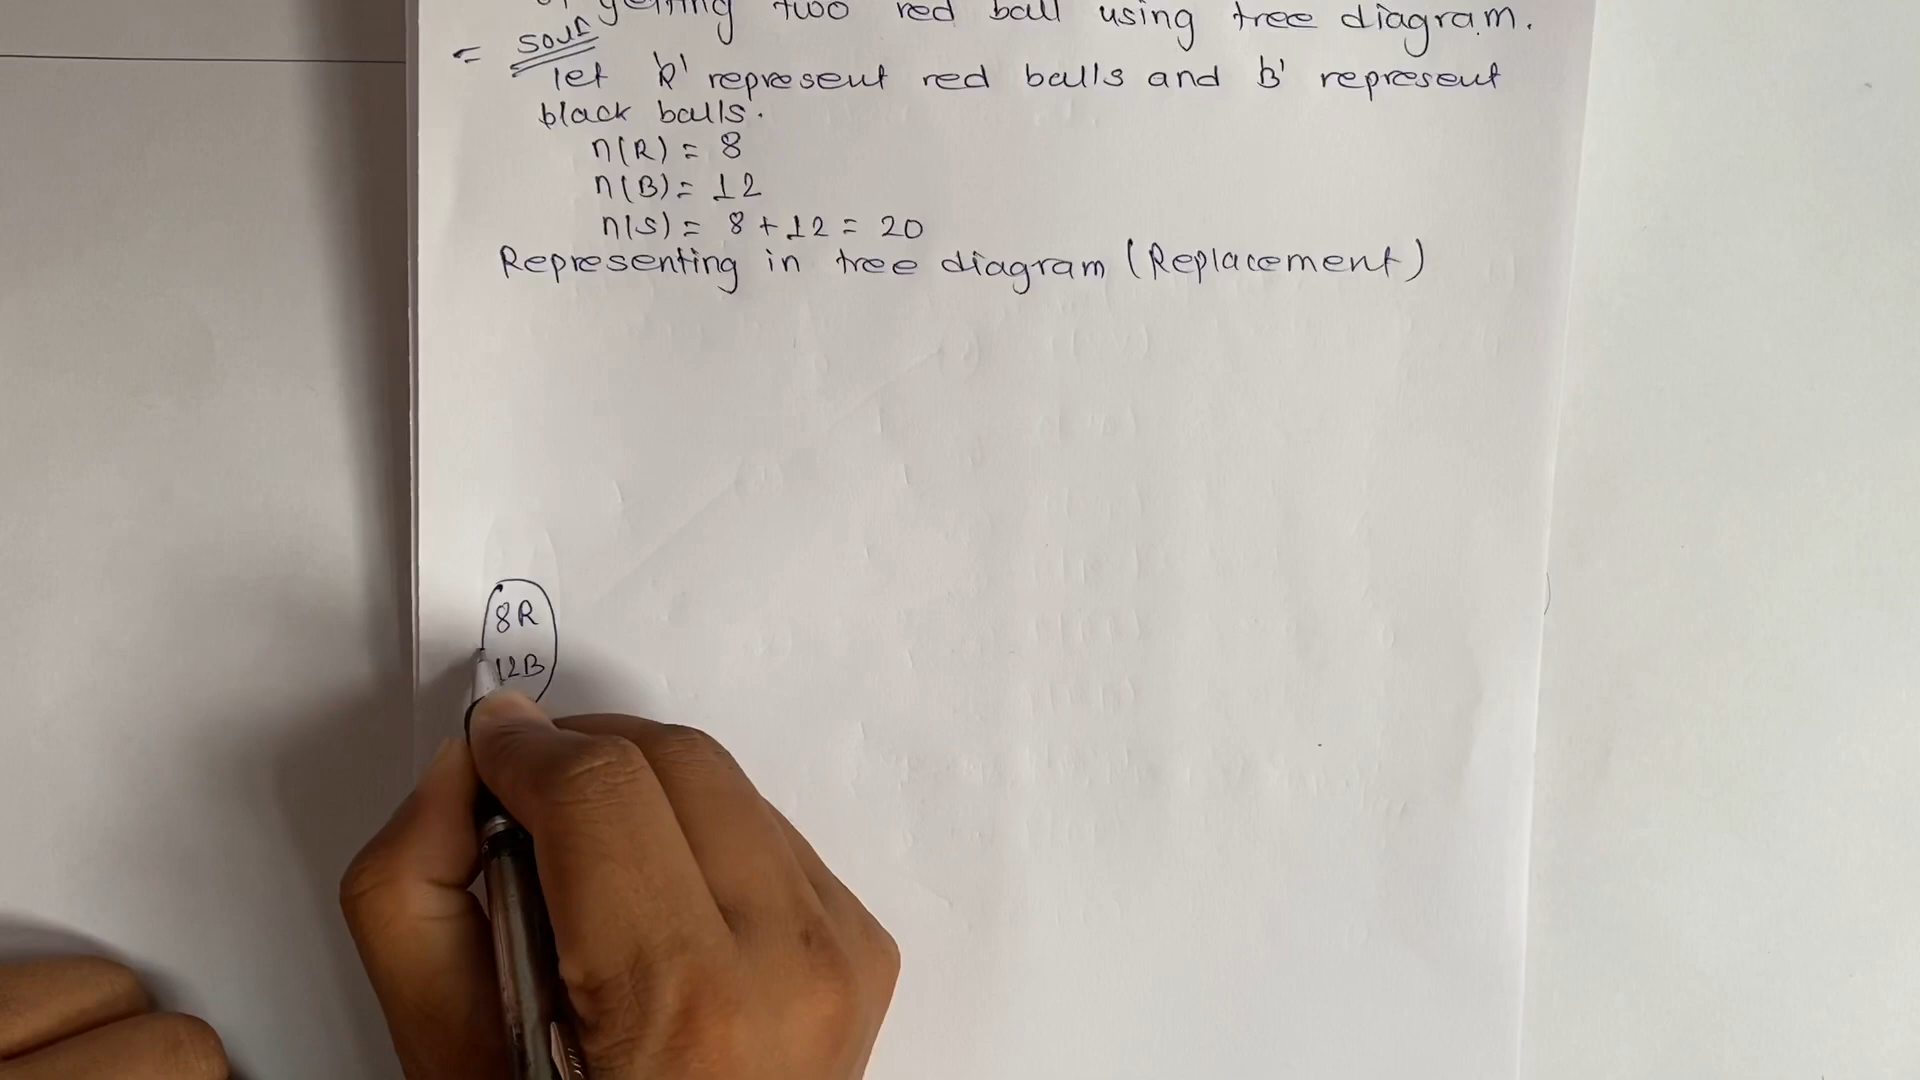 getting two red ball using tree diagram.
= Soln
let R' represent red balls and B' represent
black balls.
n(R) = 8
n(B) = 12
n(S) = 8 + 12 = 20
Representing in tree diagram (Replacement)
8R
12B